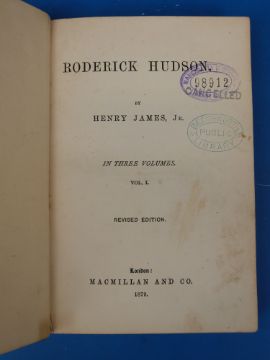 RODERICK HUDSON.
98912
CANCELLED
BY
HENRY JAMES, JR.
PUBLIC
LIBRARY
IN THREE VOLUMES.
VOL. I.
REVISED EDITION.
London:
MACMILLAN AND CO.
1879.